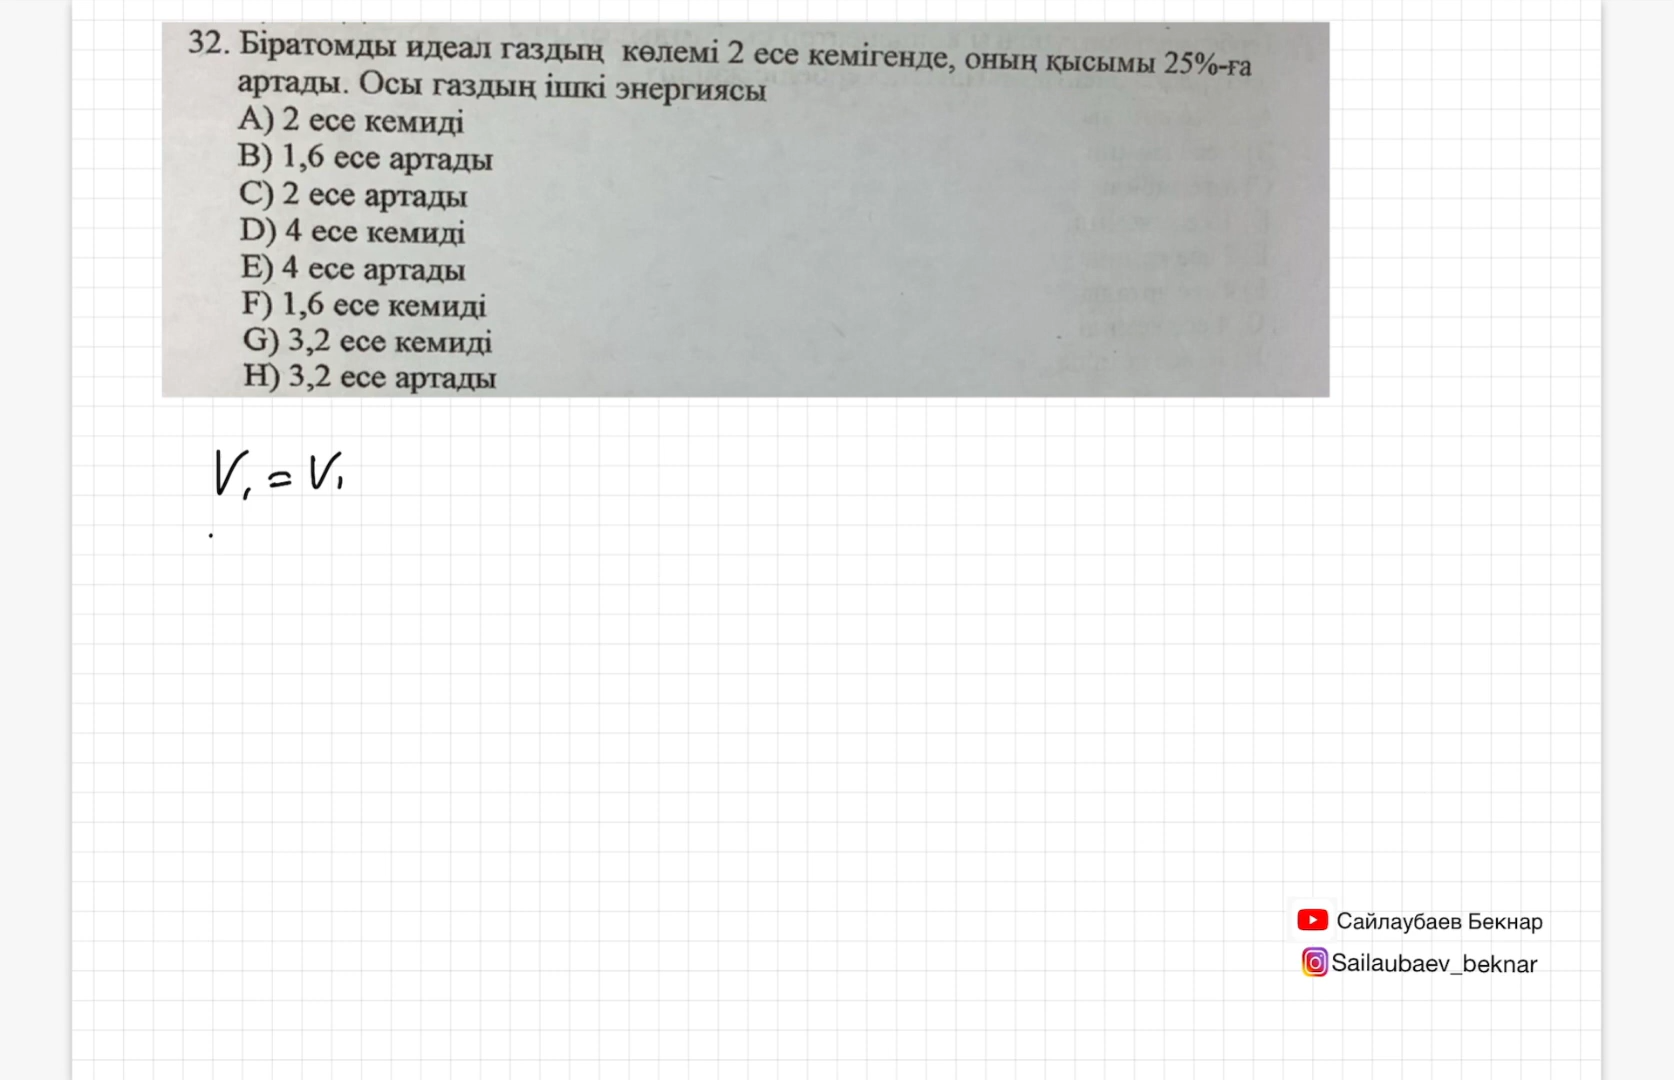 32. Біратомды идеал газдың көлемі 2 есе кемігенде, оның қысымы 25%-ға
артады. Осы газдың ішкі энергиясы
A) 2 есе кемиді
B) 1,6 есе артады
C) 2 есе артады
D) 4 есе кемиді
E) 4 есе артады
F) 1,6 есе кемиді
G) 3,2 есе кемиді
H) 3,2 есе артады
V₁ = V₁
Сайлаубаев Бекнар
Sailaubaev_beknar